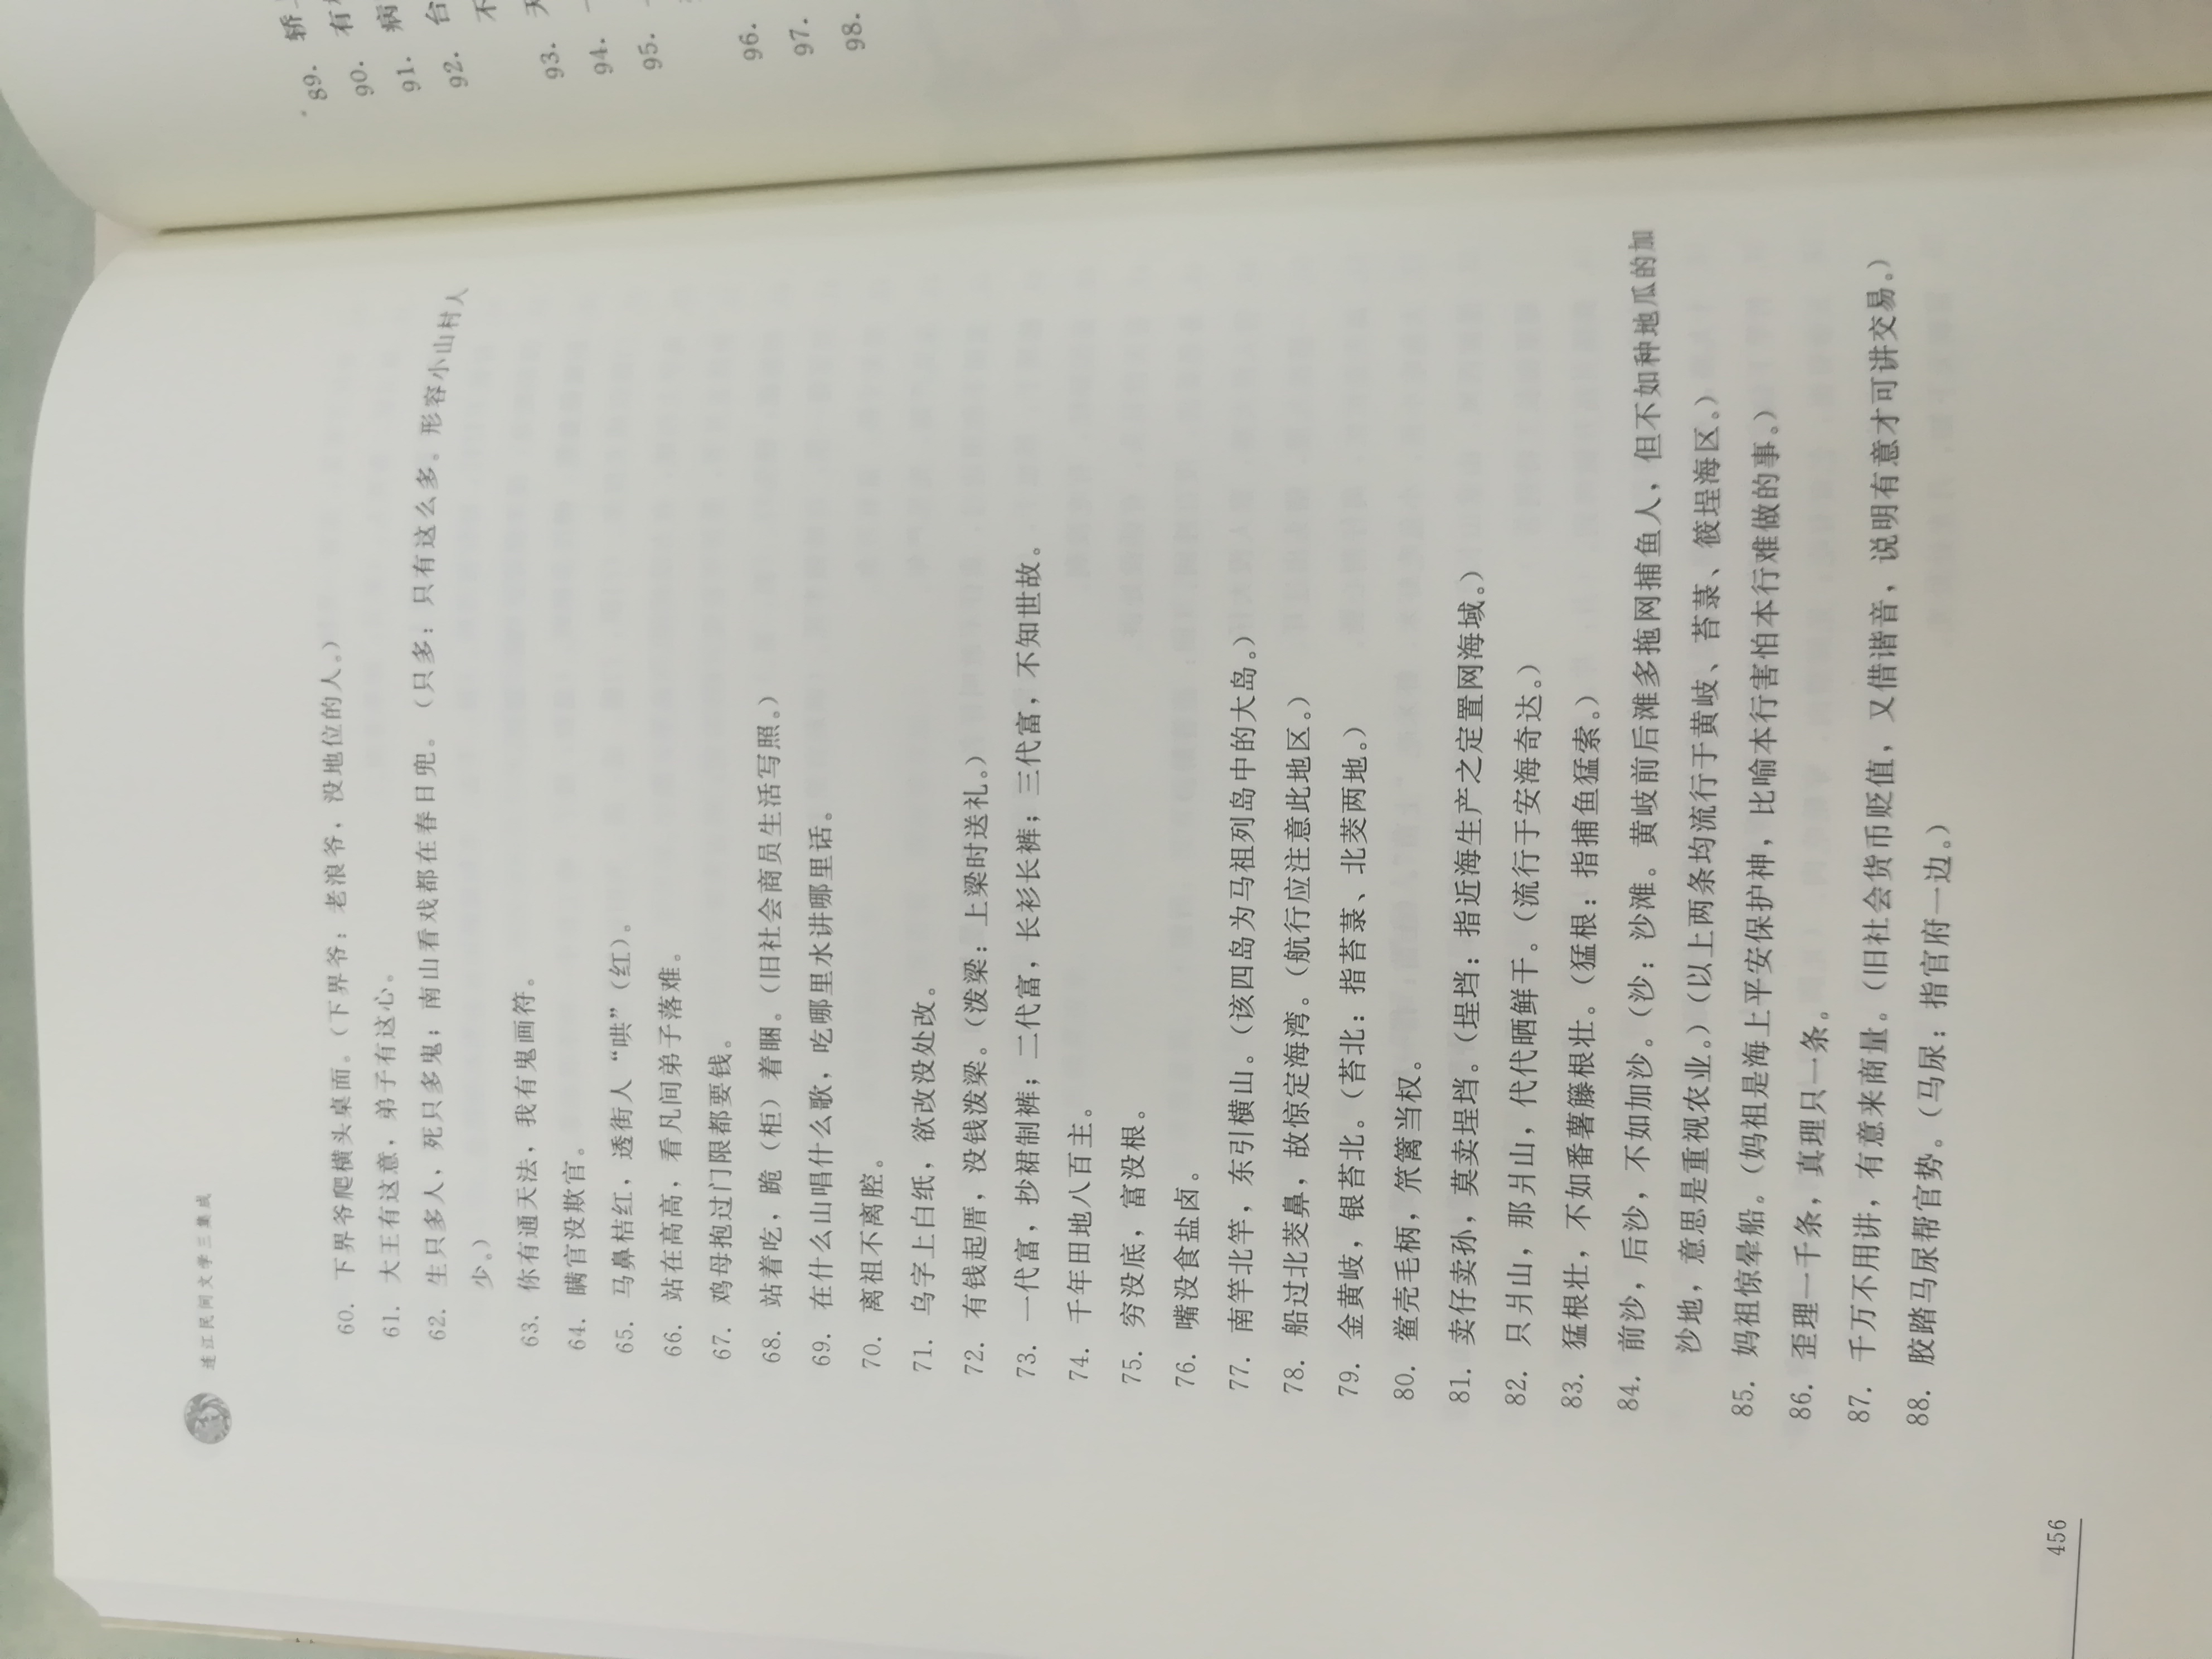 连江民间文学三集成
60. 下界爷爬横头桌面。（下界爷：老浪爷，没地位的人。）
61. 大王有这意，弟子有这心。
62. 生只多人，死只多鬼；南山看戏都在春日兜。（只多：只有这么多。形容小山村人
少。）
63. 你有通天法，我有鬼画符。
64. 瞒官没欺官。
65. 马鼻桔红，透街人“哄”（红）。
66. 站在高高，看凡间弟子落难。
67. 鸡母抱过门限都要钱。
68. 站着吃，跪（柜）着睏。（旧社会商员生活写照。）
69. 在什么山唱什么歌，吃哪里水讲哪里话。
70. 离祖不离腔。
71. 乌字上白纸，欲改没处改。
72. 有钱起厝，没钱泼梁。（泼梁：上梁时送礼。）
73. 一代富，抄裙制裤；二代富，长衫长裤；三代富，不知世故。
74. 千年田地八百主。
75. 穷没底，富没根。
76. 嘴没食盐卤。
77. 南竿北竿，东引横山。（该四岛为马祖列岛中的大岛。）
78. 船过北茭鼻，故惊定海湾。（航行应注意此地区。）
79. 金黄岐，银苔北。（苔北：指苔菉、北茭两地。）
80. 鲎壳毛柄，笊篱当权。
81. 卖仔卖孙，莫卖埕垱。（埕垱：指近海生产之定置网海域。）
82. 只爿山，那爿山，代代晒鲜干。（流行于安海奇达。）
83. 猛根壮，不如番薯籐根壮。（猛根：指捕鱼猛索。）
84. 前沙，后沙，不如加沙。（沙：沙滩。黄岐前后滩多拖网捕鱼人，但不如种地瓜的加
沙地，意思是重视农业。）（以上两条均流行于黄岐、苔菉、筱埕海区。）
85. 妈祖惊晕船。（妈祖是海上平安保护神，比喻本行害怕本行难做的事。）
86. 歪理一千条，真理只一条。
87. 千万不用讲，有意来商量。（旧社会货币贬值，又借谐音，说明有意才可讲交易。）
88. 胶踏马尿帮官势。（马尿：指官府一边。）
456
89. 轿
90. 有
91. 病
92. 台
不
93. 天
94.
95.
96.
97.
98.